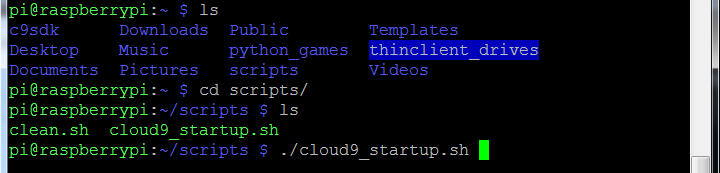 pi@raspberrypi:~ $ ls
c9sdk Downloads Public Templates
Desktop Music python_games thinclient_drives
Documents Pictures scripts Videos
pi@raspberrypi:~ $ cd scripts/
pi@raspberrypi:~/scripts $ ls
clean.sh cloud9_startup.sh
pi@raspberrypi:~/scripts $ ./cloud9_startup.sh